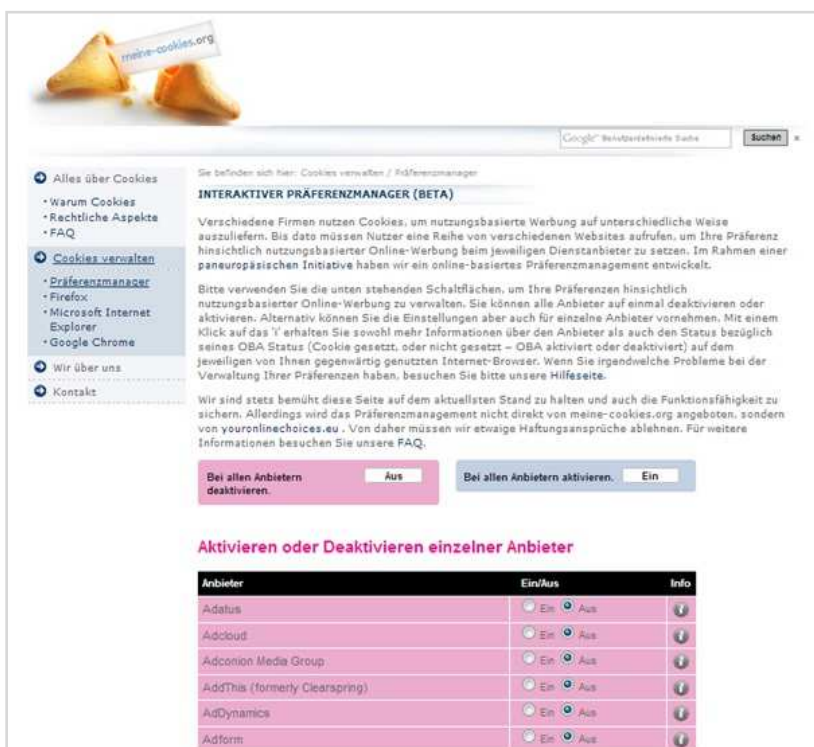 meine-cookies.org
Google™ Benutzerdefinierte Suche
Suchen
×
Alles über Cookies
• Warum Cookies
• Rechtliche Aspekte
• FAQ
Cookies verwalten
• Präferenzmanager
• Firefox
• Microsoft Internet
Explorer
• Google Chrome
Wir über uns
Kontakt
Sie befinden sich hier: Cookies verwalten / Präferenzmanager
INTERAKTIVER PRÄFERENZMANAGER (BETA)
Verschiedene Firmen nutzen Cookies, um nutzungsbasierte Werbung auf unterschiedliche Weise
auszuliefern. Bis dato müssen Nutzer eine Reihe von verschiedenen Websites aufrufen, um Ihre Präferenz
hinsichtlich nutzungsbasierter Online-Werbung beim jeweiligen Dienstanbieter zu setzen. Im Rahmen einer
paneuropäischen Initiative haben wir ein online-basiertes Präferenzmanagement entwickelt.
Bitte verwenden Sie die unten stehenden Schaltflächen, um Ihre Präferenzen hinsichtlich
nutzungsbasierter Online-Werbung zu verwalten. Sie können alle Anbieter auf einmal deaktivieren oder
aktivieren. Alternativ können Sie die Einstellungen aber auch für einzelne Anbieter vornehmen. Mit einem
Klick auf das 'i' erhalten Sie sowohl mehr Informationen über den Anbieter als auch den Status bezüglich
seines OBA Status (Cookie gesetzt, oder nicht gesetzt – OBA aktiviert oder deaktiviert) auf dem
jeweiligen von Ihnen gegenwärtig genutzten Internet-Browser. Wenn Sie irgendwelche Probleme bei der
Verwaltung Ihrer Präferenzen haben, besuchen Sie bitte unsere Hilfeseite.
Wir sind stets bemüht diese Seite auf dem aktuellsten Stand zu halten und auch die Funktionsfähigkeit zu
sichern. Allerdings wird das Präferenzmanagement nicht direkt von meine-cookies.org angeboten, sondern
von youronlinechoices.eu . Von daher müssen wir etwaige Haftungsansprüche ablehnen. Für weitere
Informationen besuchen Sie unsere FAQ.
Bei allen Anbietern
deaktivieren.
Aus
Bei allen Anbietern aktivieren.
Ein
Aktivieren oder Deaktivieren einzelner Anbieter
Anbieter Ein/Aus Info
Adatus Ein Aus i
Adcloud Ein Aus i
Adconion Media Group Ein Aus i
AddThis (formerly Clearspring) Ein Aus i
AdDynamics Ein Aus i
Adform Ein Aus i